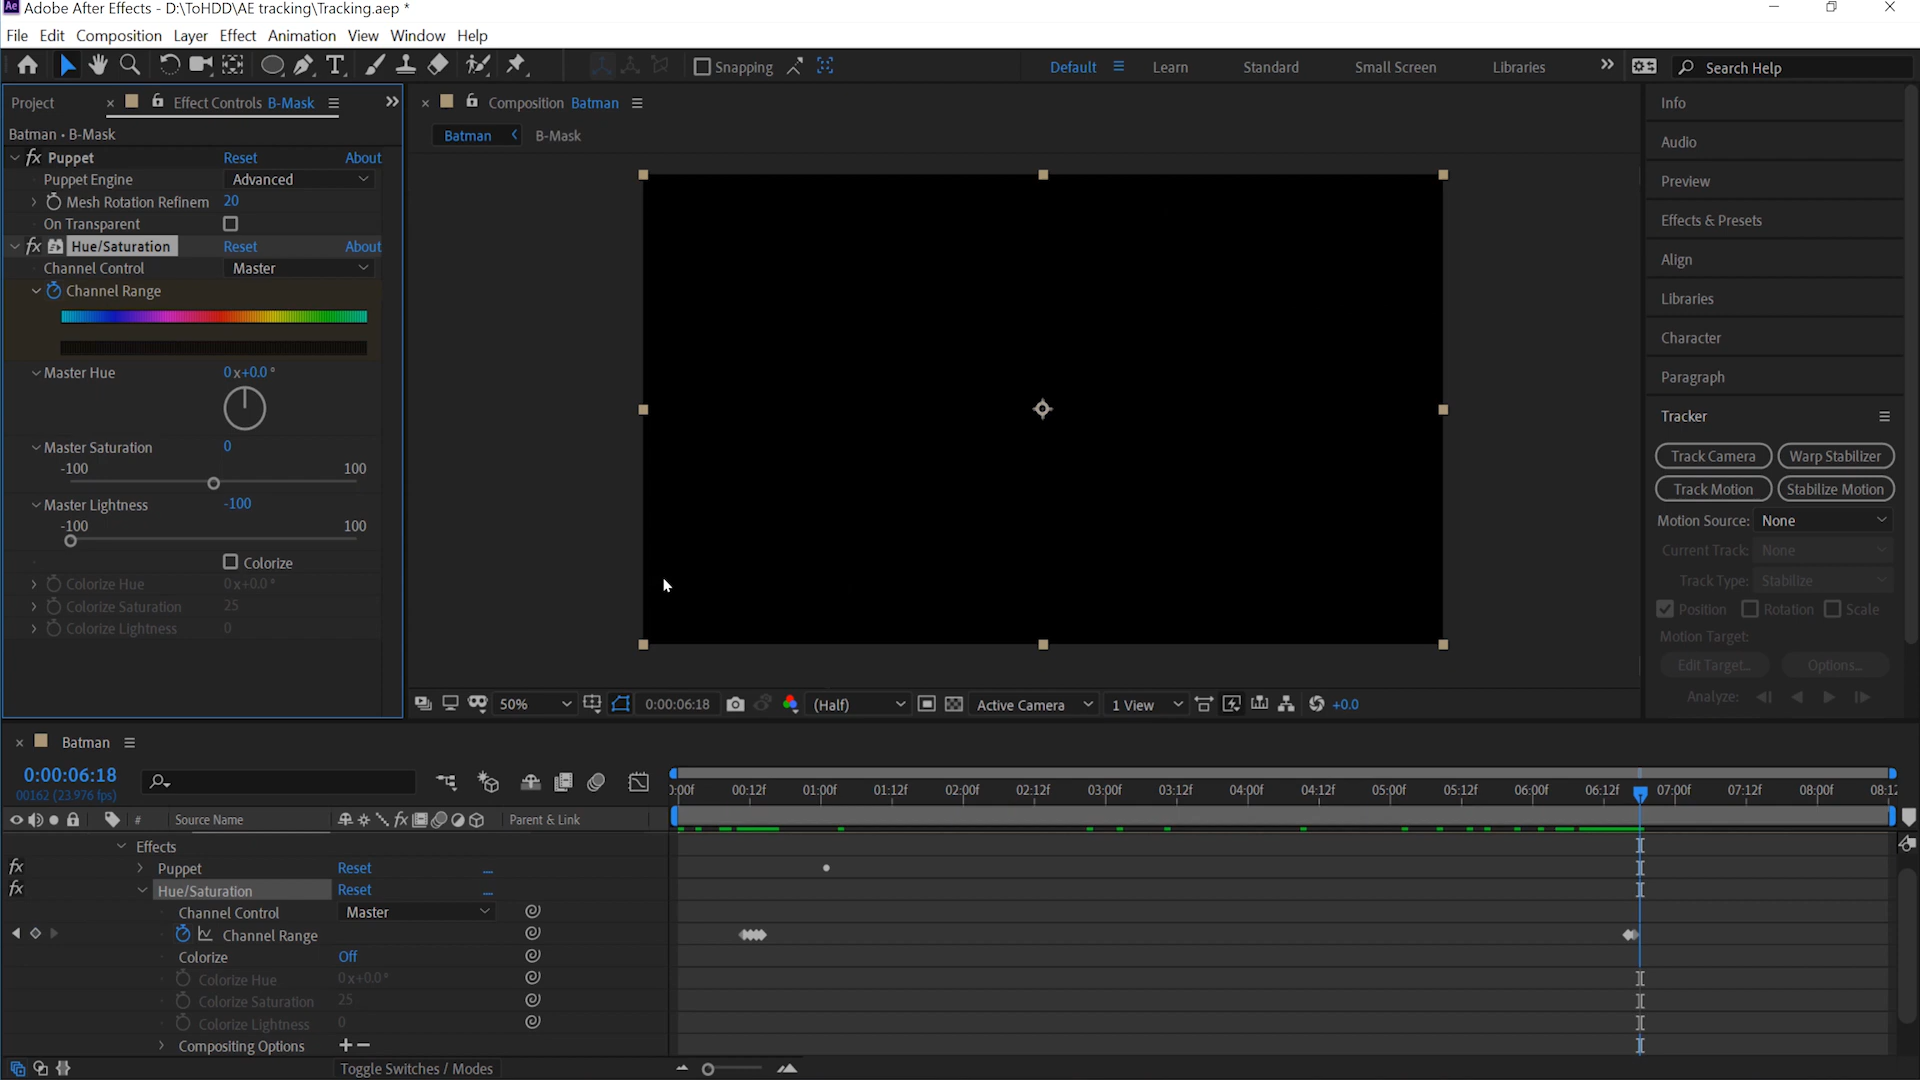 Adobe After Effects - D:\ToHDD\AE tracking\Tracking.aep *
File Edit Composition Layer Effect Animation View Window Help
Snapping Default Learn Standard Small Screen Libraries Search Help
Project Effect Controls B-Mask
Batman • B-Mask
Puppet Reset About
Puppet Engine Advanced
Mesh Rotation Refinem 20
On Transparent
Hue/Saturation Reset About
Channel Control Master
Channel Range
Master Hue 0x+0.0°
Master Saturation 0
-100 100
Master Lightness -100
-100 100
Colorize
Colorize Hue 0x+0.0°
Colorize Saturation 25
Colorize Lightness 0
Composition Batman
Batman B-Mask
50% 0:00:06:18 (Half) Active Camera 1 View +0.0
Info
Audio
Preview
Effects & Presets
Align
Libraries
Character
Paragraph
Tracker
Track Camera Warp Stabilizer
Track Motion Stabilize Motion
Motion Source: None
Current Track: None
Track Type: Stabilize
Position Rotation Scale
Motion Target:
Edit Target... Options...
Analyze:
Batman
0:00:06:18
00162 (23.976 fps)
):00f 00:12f 01:00f 01:12f 02:00f 02:12f 03:00f 03:12f 04:00f 04:12f 05:00f 05:12f 06:00f 06:12f 07:00f 07:12f 08:00f 08:12
# Source Name Parent & Link
Effects
Puppet Reset ...
Hue/Saturation Reset ...
Channel Control Master
Channel Range
Colorize Off
Colorize Hue 0x+0.0°
Colorize Saturation 25
Colorize Lightness 0
Compositing Options + −
Toggle Switches / Modes